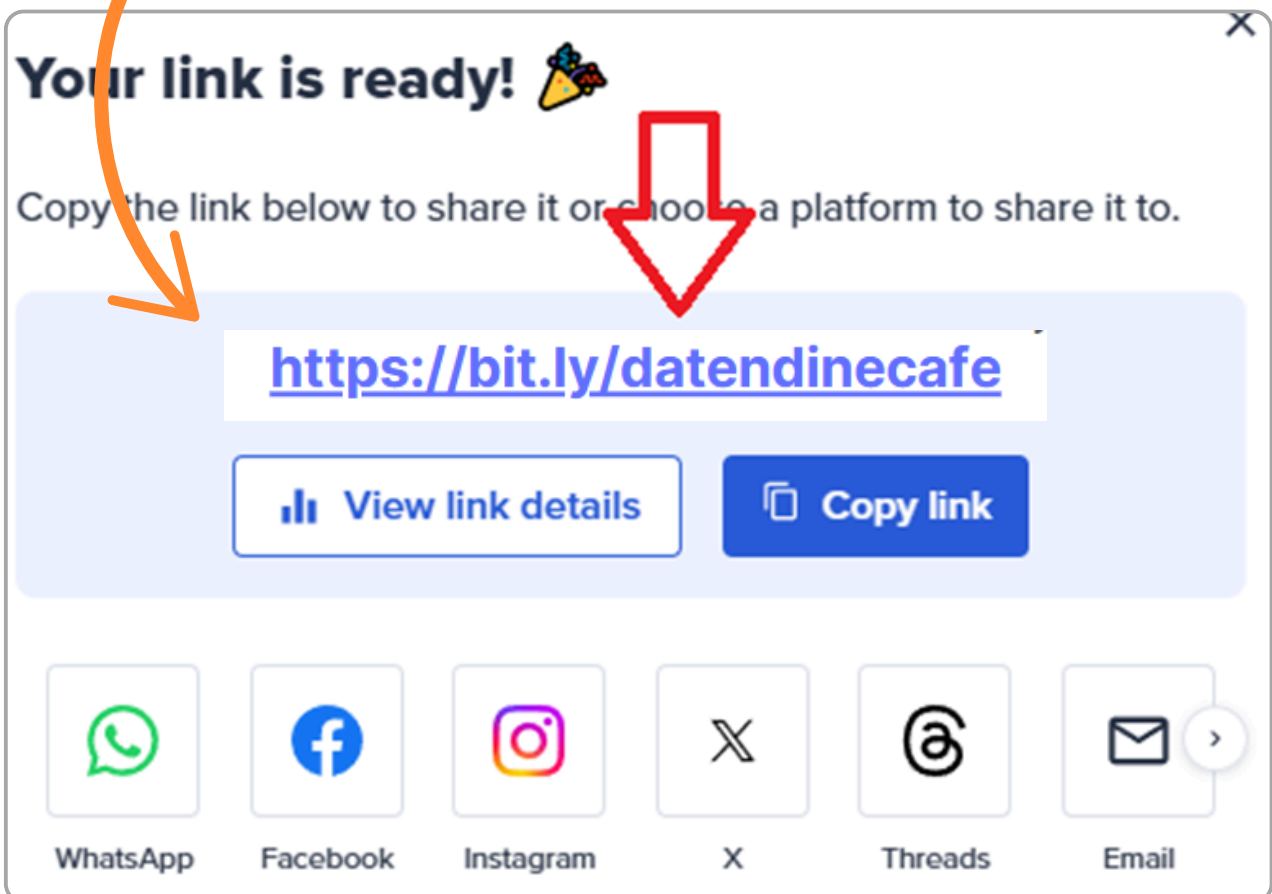 Your link is ready! 🎉
Copy the link below to share it or choose a platform to share it to.
https://bit.ly/datendinecafe
View link details
Copy link
WhatsApp
Facebook
Instagram
X
Threads
Email